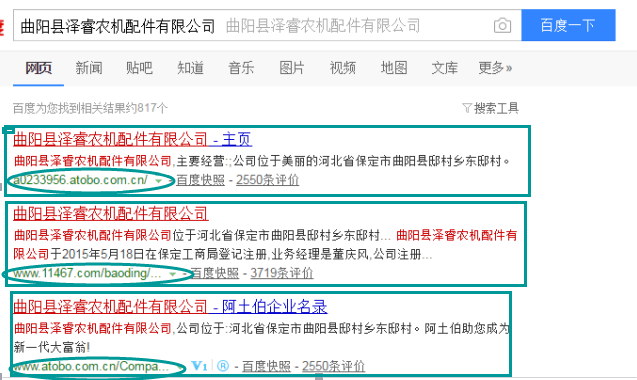 曲阳县泽睿农机配件有限公司 曲阳县泽睿农机配件有限公司 百度一下
网页 新闻 贴吧 知道 音乐 图片 视频 地图 文库 更多»
百度为您找到相关结果约817个 搜索工具
曲阳县泽睿农机配件有限公司 - 主页
曲阳县泽睿农机配件有限公司,主要经营:;公司位于美丽的河北省保定市曲阳县邸村乡东邸村。
a0233956.atobo.com.cn/ - 百度快照 - 2550条评价
曲阳县泽睿农机配件有限公司
曲阳县泽睿农机配件有限公司位于河北省保定市曲阳县邸村乡东邸村... 曲阳县泽睿农机配件有
限公司于2015年5月18日在保定工商局登记注册,业务经理是董庆风,公司注册...
www.11467.com/baoding/... - 百度快照 - 3719条评价
曲阳县泽睿农机配件有限公司 - 阿土伯企业名录
曲阳县泽睿农机配件有限公司,公司位于:河北省保定市曲阳县邸村乡东邸村。阿土伯助您成为
新一代大富翁!
www.atobo.com.cn/Compa... V1 | ® - 百度快照 - 2550条评价